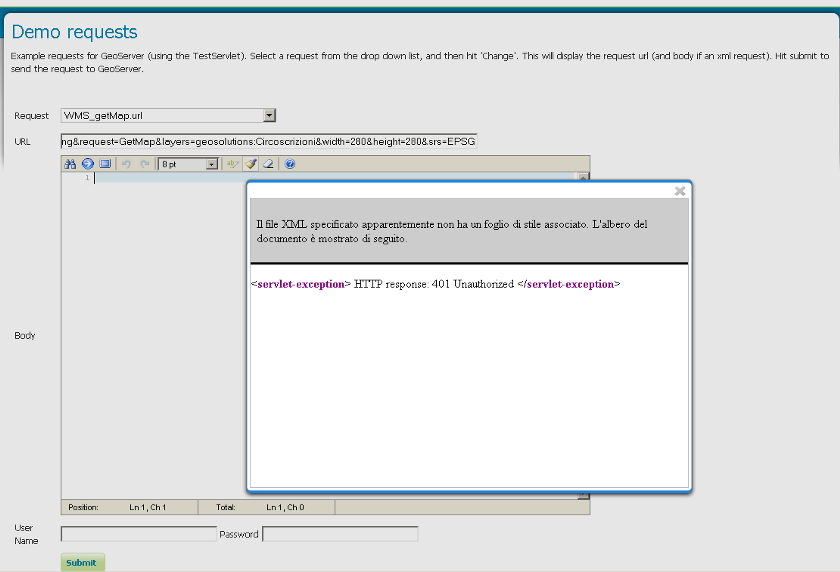 Demo requests
Example requests for GeoServer (using the TestServlet). Select a request from the drop down list, and then hit 'Change'. This will display the request url (and body if an xml request). Hit submit to
send the request to GeoServer.
Request
WMS_getMap.url
URL
ng&request=GetMap&layers=geosolutions:Circoscrizioni&width=280&height=280&srs=EPSG
8 pt
1
Il file XML specificato apparentemente non ha un foglio di stile associato. L'albero del
documento è mostrato di seguito.
<servlet-exception> HTTP response: 401 Unauthorized </servlet-exception>
Body
Position: Ln 1, Ch 1 Total: Ln 1, Ch 0
User
Name
Password
Submit